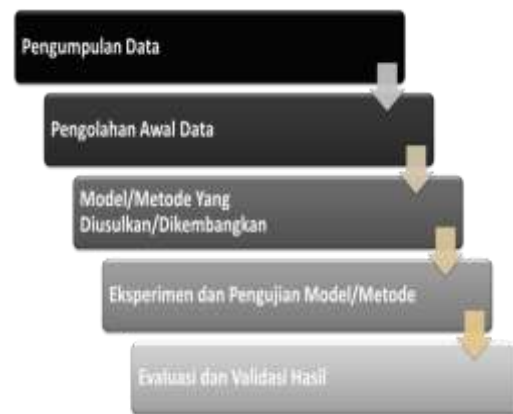 Pengumpulan Data
Pengolahan Awal Data
Model/Metode Yang
Diusulkan/Dikembangkan
Eksperimen dan Pengujian Model/Metode
Evaluasi dan Validasi Hasil